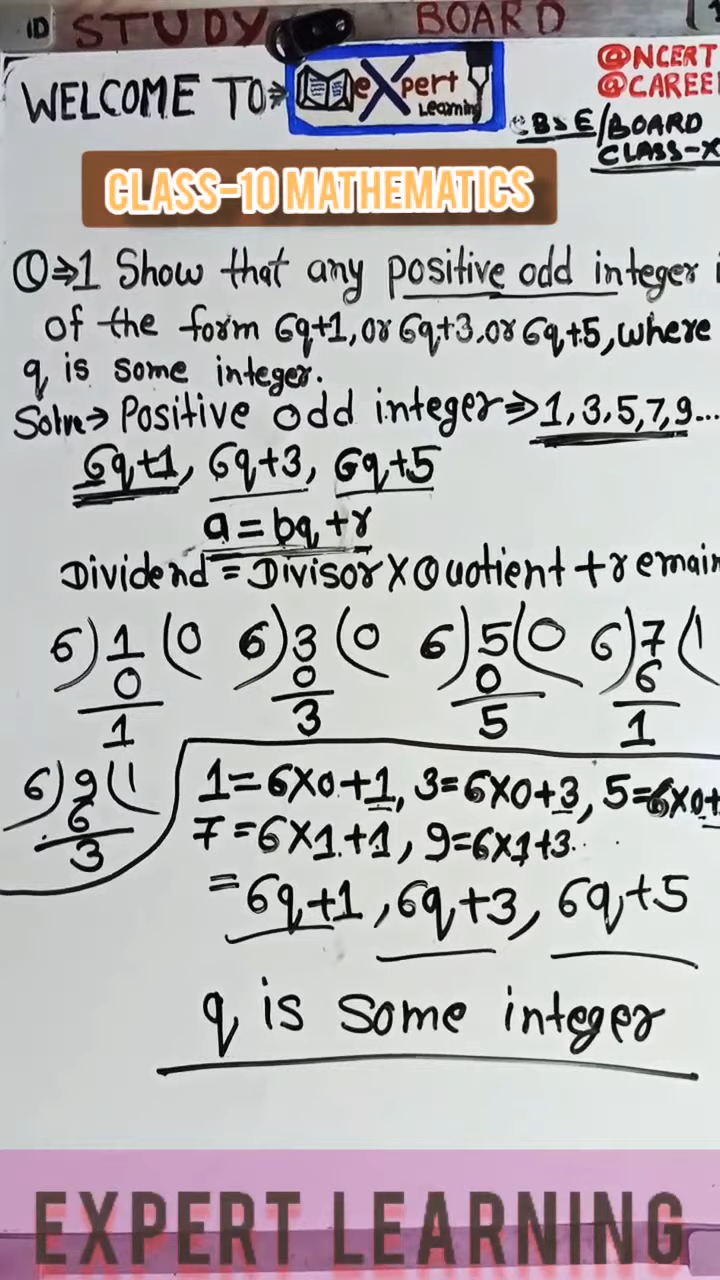 ID STUDY BOARD
WELCOME TO⇒ eXpert Learning
@NCERT
@CAREE
CBSE/BOARD
CLASS-X
CLASS-10 MATHEMATICS
Q⇒1 Show that any positive odd integer i
of the form 6q+1, or 6q+3, or 6q+5, where
q is some integer.
Solve→ Positive odd integer⇒1,3,5,7,9...
6q+1, 6q+3, 6q+5
a=bq+r
Dividend=Divisor×Quotient+remain
6)1(0 6)3(0 6)5(0 6)7(1
0 0 0 6
1 3 5 1
6)9(1
6
3
1=6×0+1, 3=6×0+3, 5=6×0+
7=6×1+1, 9=6×1+3..
=6q+1, 6q+3, 6q+5
q is some integer
EXPERT LEARNING